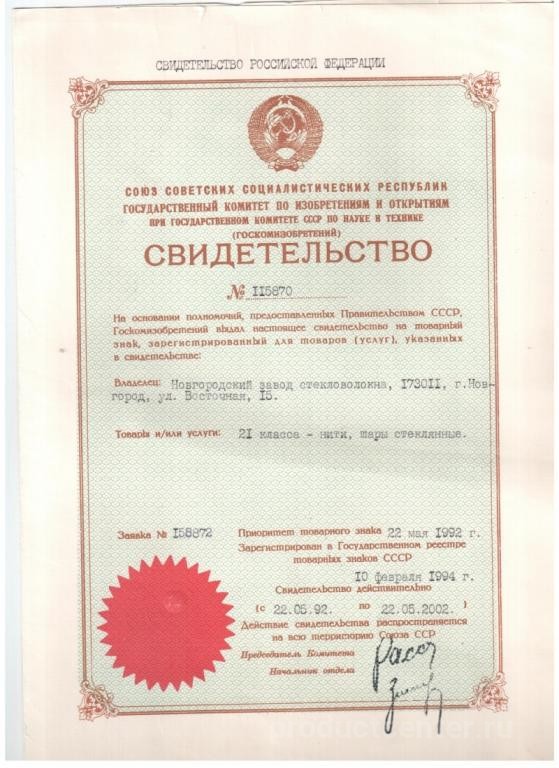 СВИДЕТЕЛЬСТВО РОССИЙСКОЙ ФЕДЕРАЦИИ
СОЮЗ СОВЕТСКИХ СОЦИАЛИСТИЧЕСКИХ РЕСПУБЛИК
ГОСУДАРСТВЕННЫЙ КОМИТЕТ ПО ИЗОБРЕТЕНИЯМ И ОТКРЫТИЯМ
ПРИ ГОСУДАРСТВЕННОМ КОМИТЕТЕ СССР ПО НАУКЕ И ТЕХНИКЕ
(ГОСКОМИЗОБРЕТЕНИЙ)
СВИДЕТЕЛЬСТВО
№ 115870
На основании полномочий, предоставленных Правительством СССР,
Госкомизобретений выдал настоящее свидетельство на товарный
знак, зарегистрированный для товаров (услуг), указанных
в свидетельстве:
Владелец: Новгородский завод стекловолокна, 173011, г.Нов-
город, ул. Восточная, 15.
Товары и/или услуги: 21 класса - нити, шары стеклянные.
Заявка № 158872
Приоритет товарного знака 22 мая 1992 г.
Зарегистрирован в Государственном реестре
товарных знаков СССР
10 февраля 1994 г.
Свидетельство действительно
(с 22.05.92. по 22.05.2002. )
Действие свидетельства распространяется
на всю территорию Союза ССР
Председатель Комитета
Начальник отдела
productcenter.ru